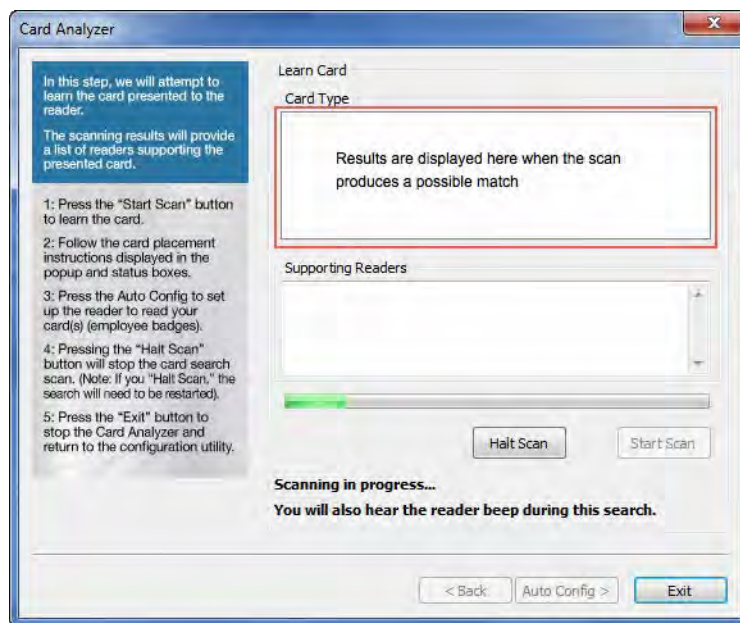 Card Analyzer
In this step, we will attempt to
learn the card presented to the
reader.
The scanning results will provide
a list of readers supporting the
presented card.
1: Press the "Start Scan" button
to learn the card.
2: Follow the card placement
instructions displayed in the
popup and status boxes.
3: Press the Auto Config to set
up the reader to read your
card(s) (employee badges).
4: Pressing the "Halt Scan"
button will stop the card search
scan. (Note: If you "Halt Scan," the
search will need to be restarted).
5: Press the "Exit" button to
stop the Card Analyzer and
return to the configuration utility.
Learn Card
Card Type
Results are displayed here when the scan
produces a possible match
Supporting Readers
Halt Scan
Start Scan
Scanning in progress...
You will also hear the reader beep during this search.
< Back
Auto Config >
Exit